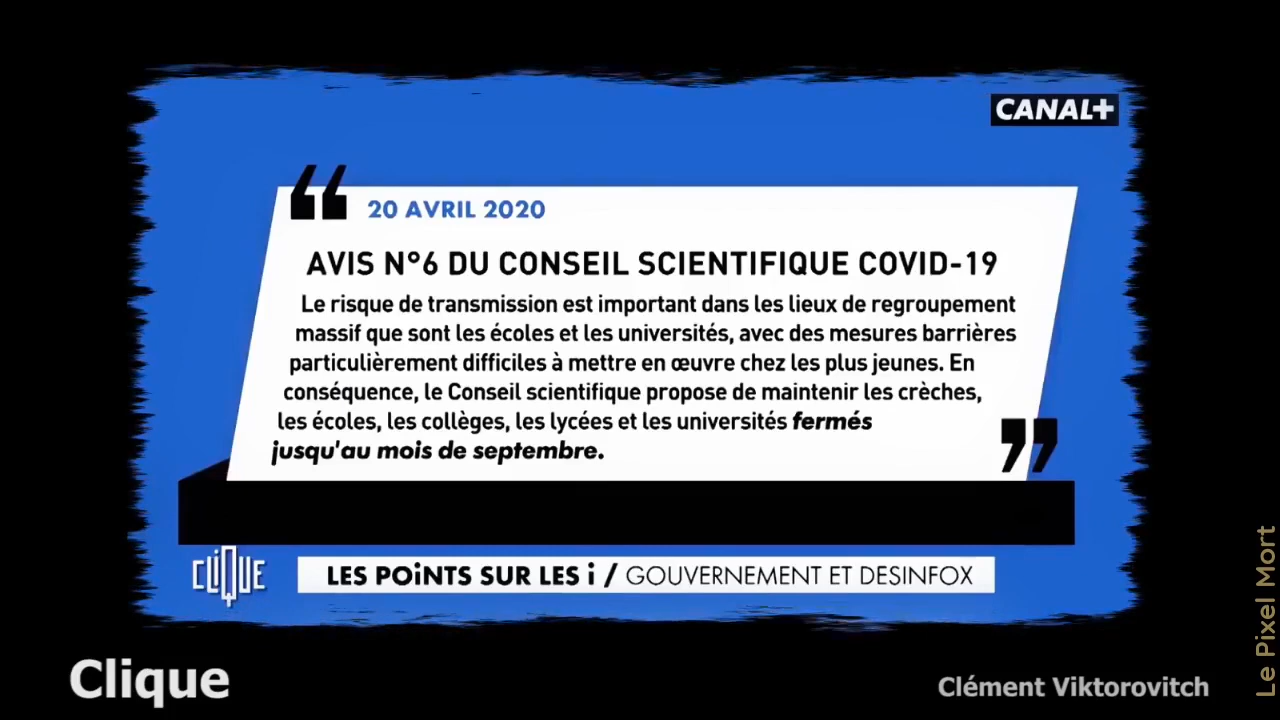 CANAL+
20 AVRIL 2020
AVIS N°6 DU CONSEIL SCIENTIFIQUE COVID-19
Le risque de transmission est important dans les lieux de regroupement
massif que sont les écoles et les universités, avec des mesures barrières
particulièrement difficiles à mettre en œuvre chez les plus jeunes. En
conséquence, le Conseil scientifique propose de maintenir les crèches,
les écoles, les collèges, les lycées et les universités fermés
jusqu'au mois de septembre.
CLiQUE
LES POiNTS SUR LES i / GOUVERNEMENT ET DESINFOX
Clique
Clément Viktorovitch
Le Pixel Mort